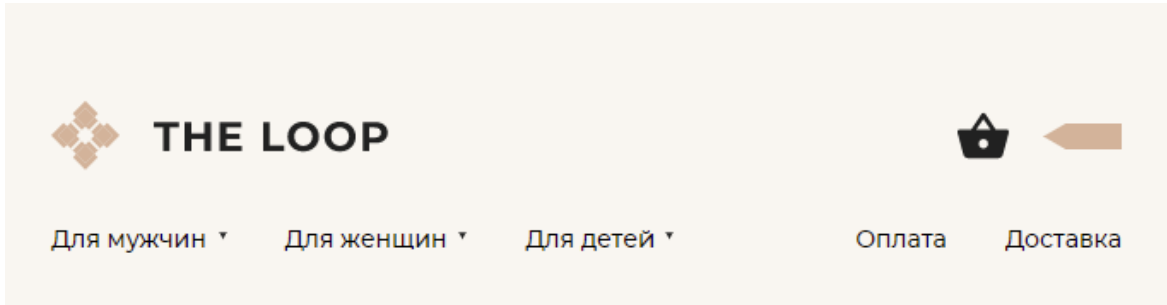 THE LOOP
Для мужчин ▾ Для женщин ▾ Для детей ▾ Оплата Доставка